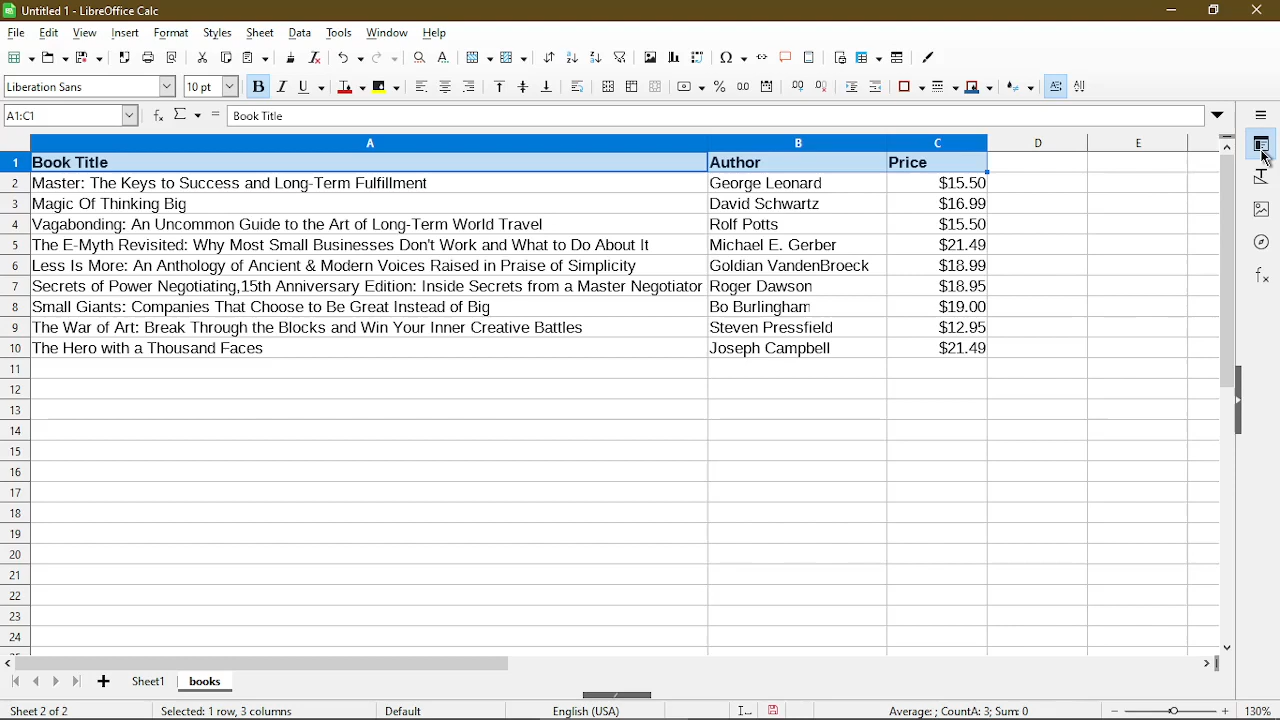 Untitled 1 - LibreOffice Calc
File Edit View Insert Format Styles Sheet Data Tools Window Help
Liberation Sans 10 pt
A1:C1 Book Title
A B C D E
1 Book Title Author Price
2 Master: The Keys to Success and Long-Term Fulfillment George Leonard $15.50
3 Magic Of Thinking Big David Schwartz $16.99
4 Vagabonding: An Uncommon Guide to the Art of Long-Term World Travel Rolf Potts $15.50
5 The E-Myth Revisited: Why Most Small Businesses Don't Work and What to Do About It Michael E. Gerber $21.49
6 Less Is More: An Anthology of Ancient & Modern Voices Raised in Praise of Simplicity Goldian VandenBroeck $18.99
7 Secrets of Power Negotiating,15th Anniversary Edition: Inside Secrets from a Master Negotiator Roger Dawson $18.95
8 Small Giants: Companies That Choose to Be Great Instead of Big Bo Burlingham $19.00
9 The War of Art: Break Through the Blocks and Win Your Inner Creative Battles Steven Pressfield $12.95
10 The Hero with a Thousand Faces Joseph Campbell $21.49
11
12
13
14
15
16
17
18
19
20
21
22
23
24
Sheet1 books
Sheet 2 of 2 Selected: 1 row, 3 columns Default English (USA) Average: ; CountA: 3; Sum: 0 130%